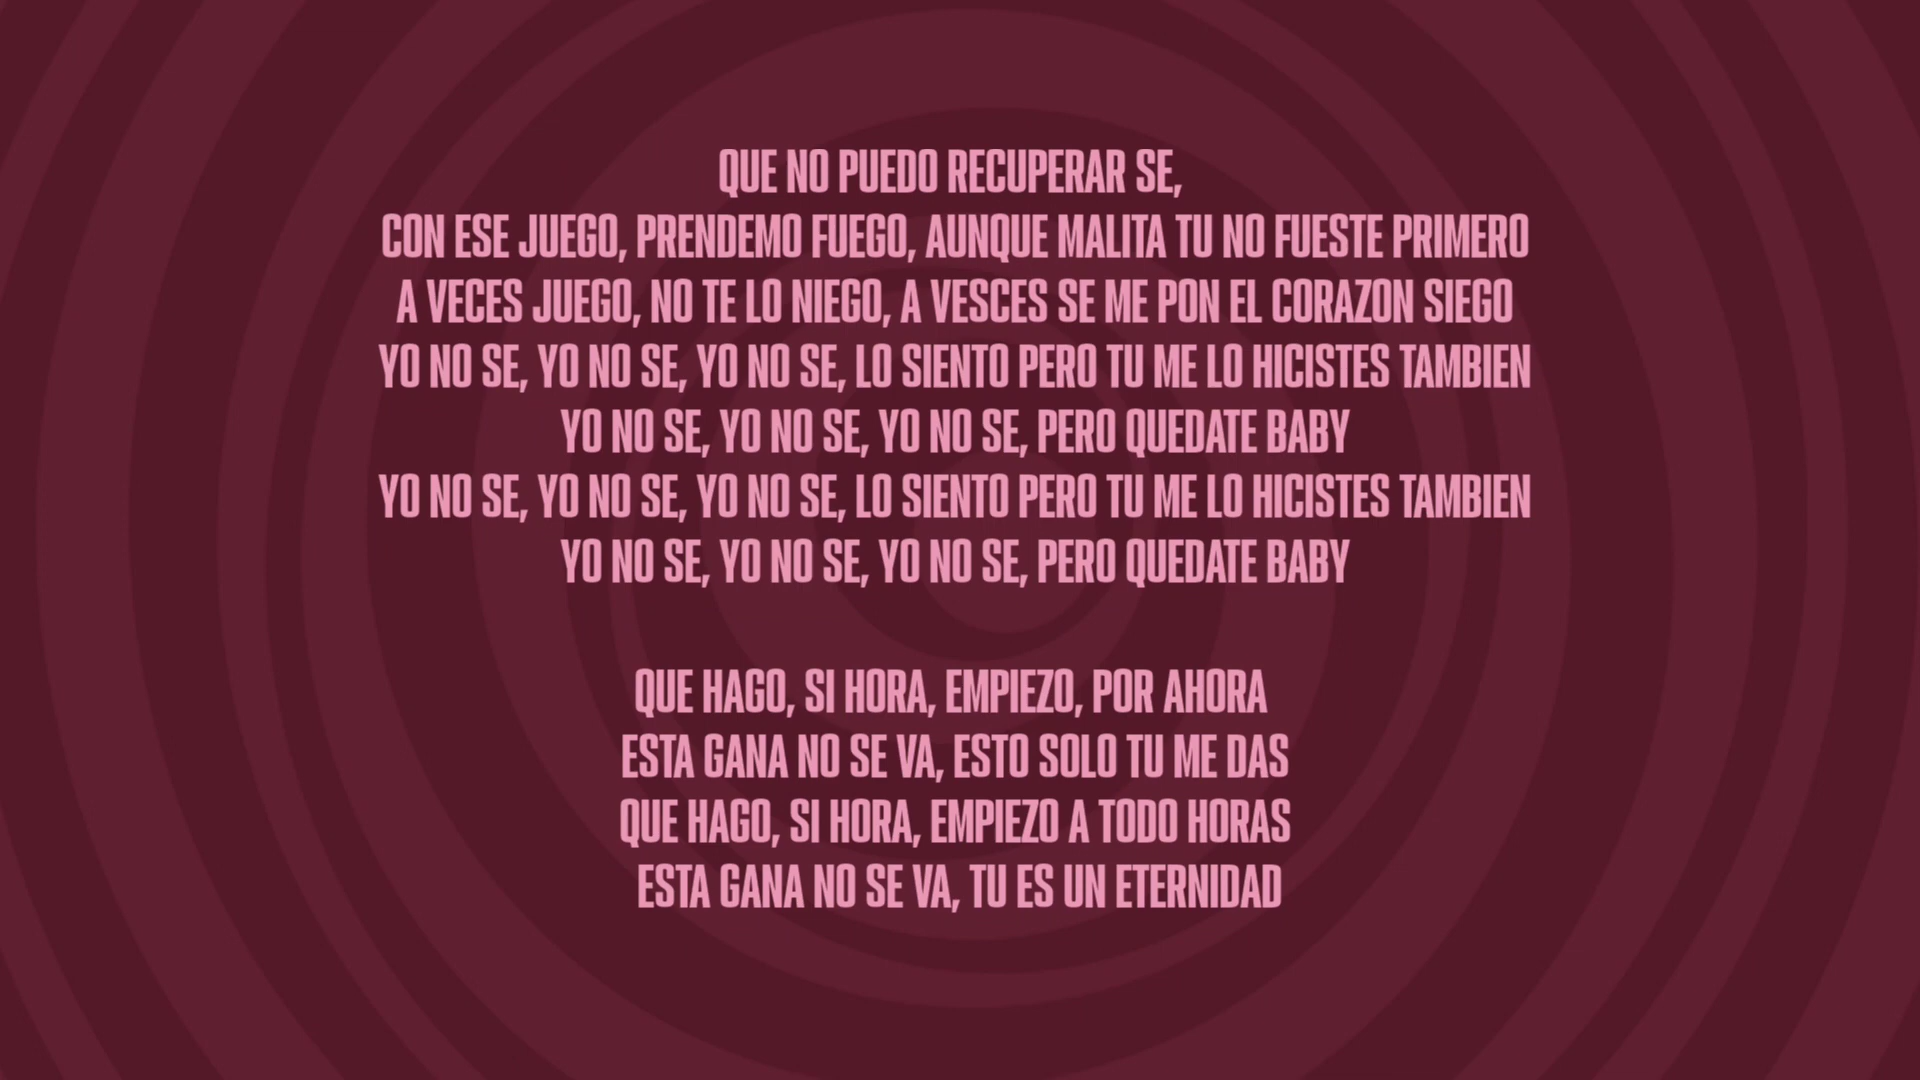 QUE NO PUEDO RECUPERAR SE,
CON ESE JUEGO, PRENDEMO FUEGO, AUNQUE MALITA TU NO FUESTE PRIMERO
A VECES JUEGO, NO TE LO NIEGO, A VESCES SE ME PON EL CORAZON SIEGO
YO NO SE, YO NO SE, YO NO SE, LO SIENTO PERO TU ME LO HICISTES TAMBIEN
YO NO SE, YO NO SE, YO NO SE, PERO QUEDATE BABY
YO NO SE, YO NO SE, YO NO SE, LO SIENTO PERO TU ME LO HICISTES TAMBIEN
YO NO SE, YO NO SE, YO NO SE, PERO QUEDATE BABY
QUE HAGO, SI HORA, EMPIEZO, POR AHORA
ESTA GANA NO SE VA, ESTO SOLO TU ME DAS
QUE HAGO, SI HORA, EMPIEZO A TODO HORAS
ESTA GANA NO SE VA, TU ES UN ETERNIDAD